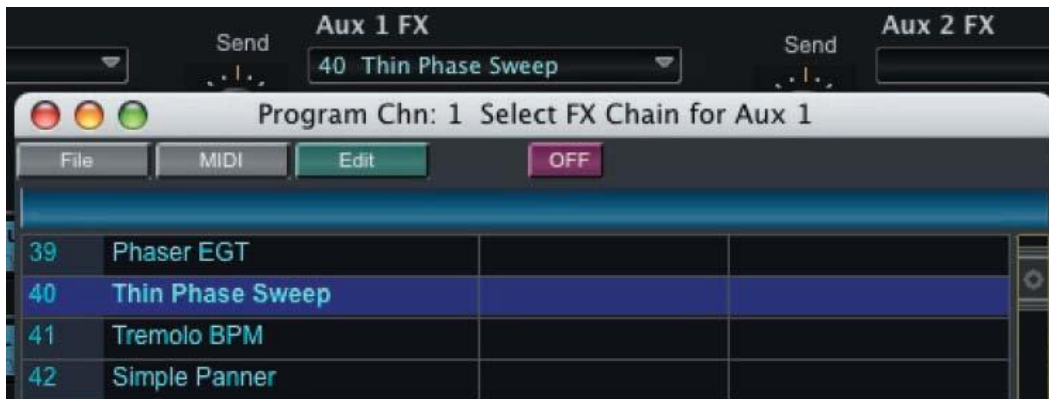 Send Aux 1 FX Send Aux 2 FX
40 Thin Phase Sweep
Program Chn: 1 Select FX Chain for Aux 1
File MIDI Edit OFF
39 Phaser EGT
40 Thin Phase Sweep
41 Tremolo BPM
42 Simple Panner